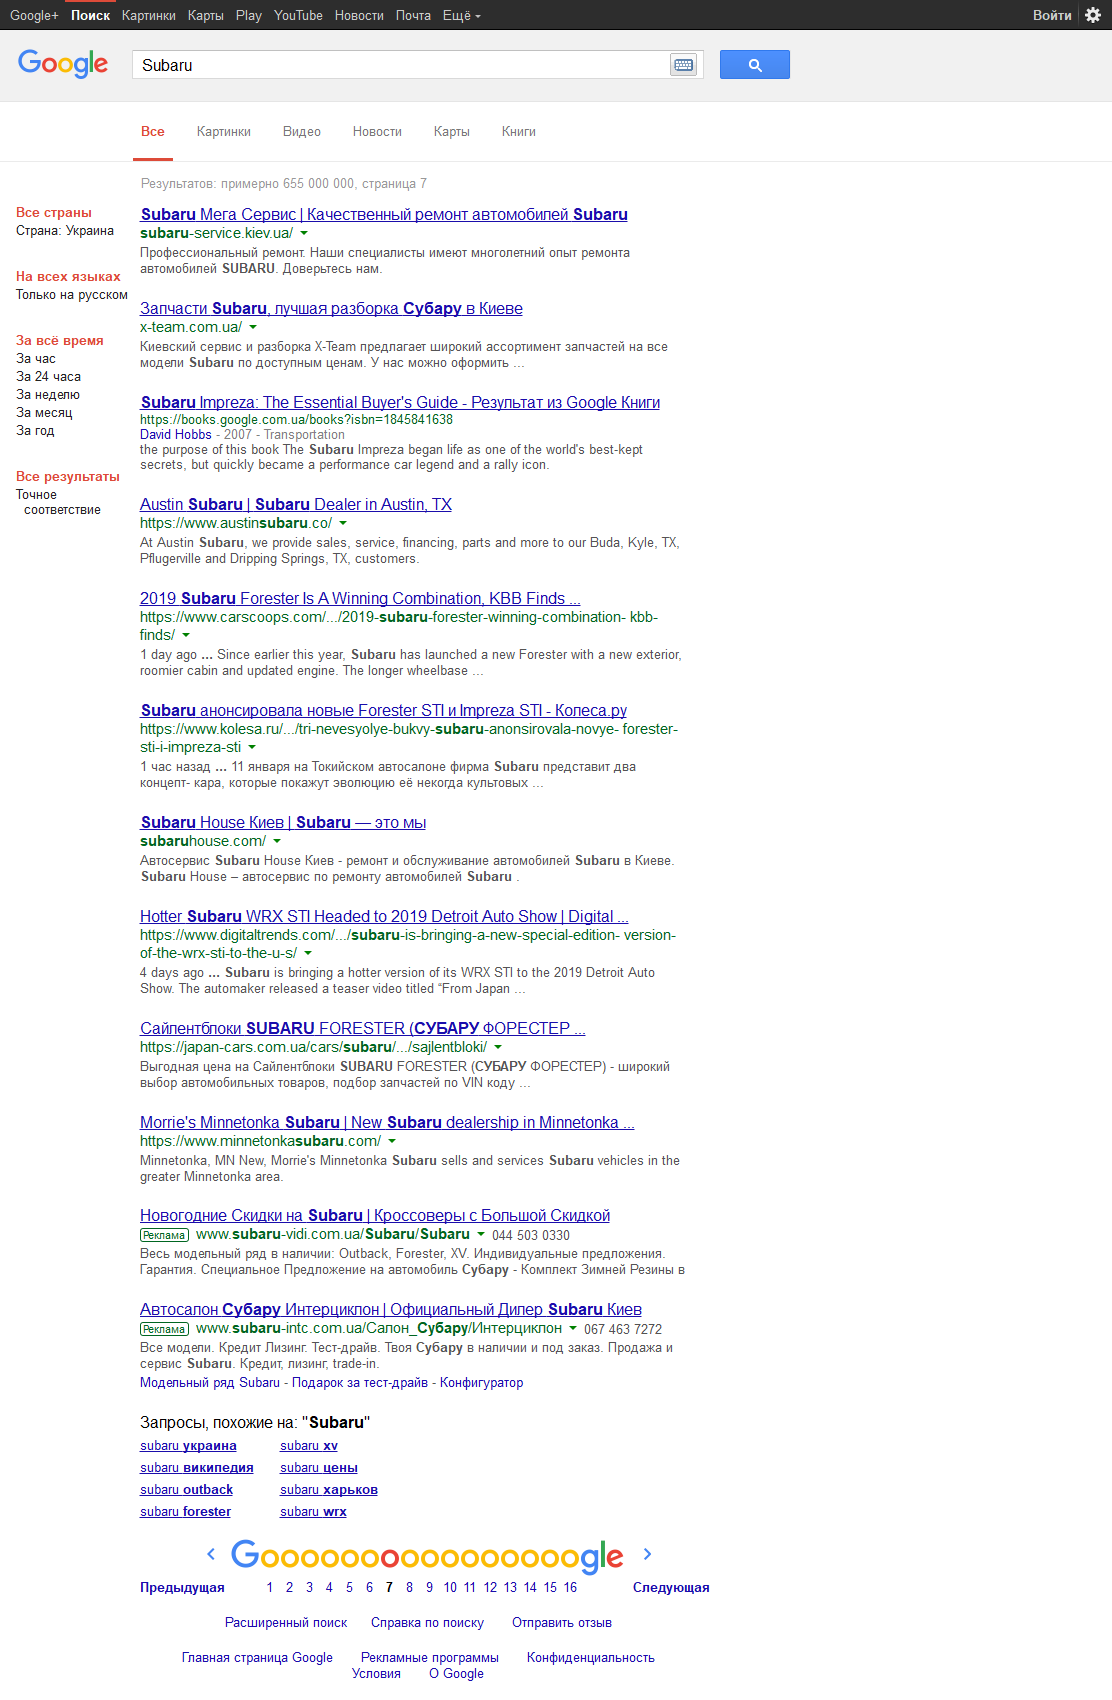 Google+ Поиск Картинки Карты Play YouTube Новости Почта Ещё Войти
Google Subaru
Все Картинки Видео Новости Карты Книги
Результатов: примерно 655 000 000, страница 7
Все страны
Страна: Украина
На всех языках
Только на русском
За всё время
За час
За 24 часа
За неделю
За месяц
За год
Все результаты
Точное
соответствие
Subaru Мега Сервис | Качественный ремонт автомобилей Subaru
subaru-service.kiev.ua/
Профессиональный ремонт. Наши специалисты имеют многолетний опыт ремонта
автомобилей SUBARU. Доверьтесь нам.
Запчасти Subaru, лучшая разборка Субару в Киеве
x-team.com.ua/
Киевский сервис и разборка X-Team предлагает широкий ассортимент запчастей на все
модели Subaru по доступным ценам. У нас можно оформить ...
Subaru Impreza: The Essential Buyer's Guide - Результат из Google Книги
https://books.google.com.ua/books?isbn=1845841638
David Hobbs - 2007 - Transportation
the purpose of this book The Subaru Impreza began life as one of the world's best-kept
secrets, but quickly became a performance car legend and a rally icon.
Austin Subaru | Subaru Dealer in Austin, TX
https://www.austinsubaru.co/
At Austin Subaru, we provide sales, service, financing, parts and more to our Buda, Kyle, TX,
Pflugerville and Dripping Springs, TX, customers.
2019 Subaru Forester Is A Winning Combination, KBB Finds ...
https://www.carscoops.com/.../2019-subaru-forester-winning-combination- kbb-
finds/
1 day ago ... Since earlier this year, Subaru has launched a new Forester with a new exterior,
roomier cabin and updated engine. The longer wheelbase ...
Subaru анонсировала новые Forester STI и Impreza STI - Колеса.ру
https://www.kolesa.ru/.../tri-nevesyolye-bukvy-subaru-anonsirovala-novye- forester-
sti-i-impreza-sti
1 час назад ... 11 января на Токийском автосалоне фирма Subaru представит два
концепт- кара, которые покажут эволюцию её некогда культовых ...
Subaru House Киев | Subaru — это мы
subaruhouse.com/
Автосервис Subaru House Киев - ремонт и обслуживание автомобилей Subaru в Киеве.
Subaru House – автосервис по ремонту автомобилей Subaru .
Hotter Subaru WRX STI Headed to 2019 Detroit Auto Show | Digital ...
https://www.digitaltrends.com/.../subaru-is-bringing-a-new-special-edition- version-
of-the-wrx-sti-to-the-u-s/
4 days ago ... Subaru is bringing a hotter version of its WRX STI to the 2019 Detroit Auto
Show. The automaker released a teaser video titled “From Japan ...
Сайлентблоки SUBARU FORESTER (СУБАРУ ФОРЕСТЕР ...
https://japan-cars.com.ua/cars/subaru/.../sajlentbloki/
Выгодная цена на Сайлентблоки SUBARU FORESTER (СУБАРУ ФОРЕСТЕР) - широкий
выбор автомобильных товаров, подбор запчастей по VIN коду ...
Morrie's Minnetonka Subaru | New Subaru dealership in Minnetonka ...
https://www.minnetonkasubaru.com/
Minnetonka, MN New, Morrie's Minnetonka Subaru sells and services Subaru vehicles in the
greater Minnetonka area.
Новогодние Скидки на Subaru | Кроссоверы с Большой Скидкой
Реклама www.subaru-vidi.com.ua/Subaru/Subaru 044 503 0330
Весь модельный ряд в наличии: Outback, Forester, XV. Индивидуальные предложения.
Гарантия. Специальное Предложение на автомобиль Субару - Комплект Зимней Резины в
Автосалон Субару Интерциклон | Официальный Дилер Subaru Киев
Реклама www.subaru-intc.com.ua/Салон_Субару/Интерциклон 067 463 7272
Все модели. Кредит Лизинг. Тест-драйв. Твоя Субару в наличии и под заказ. Продажа и
сервис Subaru. Кредит, лизинг, trade-in.
Модельный ряд Subaru - Подарок за тест-драйв - Конфигуратор
Запросы, похожие на: "Subaru"
subaru украина subaru xv
subaru википедия subaru цены
subaru outback subaru харьков
subaru forester subaru wrx
Goooooooooooooooogle
Предыдущая 1 2 3 4 5 6 7 8 9 10 11 12 13 14 15 16 Следующая
Расширенный поиск Справка по поиску Отправить отзыв
Главная страница Google Рекламные программы Конфиденциальность
Условия О Google